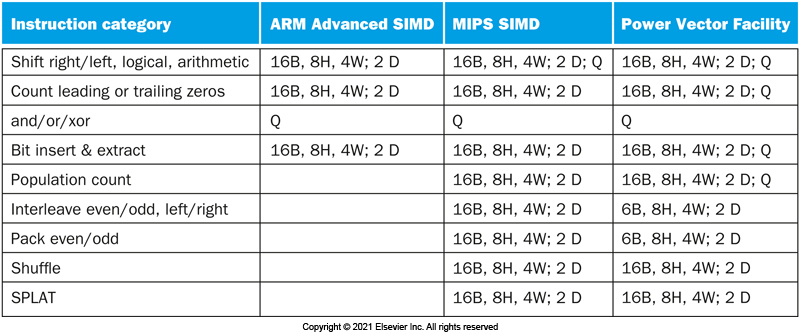 Instruction category ARM Advanced SIMD MIPS SIMD Power Vector Facility
Shift right/left, logical, arithmetic 16B, 8H, 4W; 2 D 16B, 8H, 4W; 2 D; Q 16B, 8H, 4W; 2 D; Q
Count leading or trailing zeros 16B, 8H, 4W; 2 D 16B, 8H, 4W; 2 D 16B, 8H, 4W; 2 D; Q
and/or/xor Q Q Q
Bit insert & extract 16B, 8H, 4W; 2 D 16B, 8H, 4W; 2 D 16B, 8H, 4W; 2 D; Q
Population count 16B, 8H, 4W; 2 D 16B, 8H, 4W; 2 D; Q
Interleave even/odd, left/right 16B, 8H, 4W; 2 D 6B, 8H, 4W; 2 D
Pack even/odd 16B, 8H, 4W; 2 D 6B, 8H, 4W; 2 D
Shuffle 16B, 8H, 4W; 2 D 16B, 8H, 4W; 2 D
SPLAT 16B, 8H, 4W; 2 D 16B, 8H, 4W; 2 D
Copyright © 2021 Elsevier Inc. All rights reserved